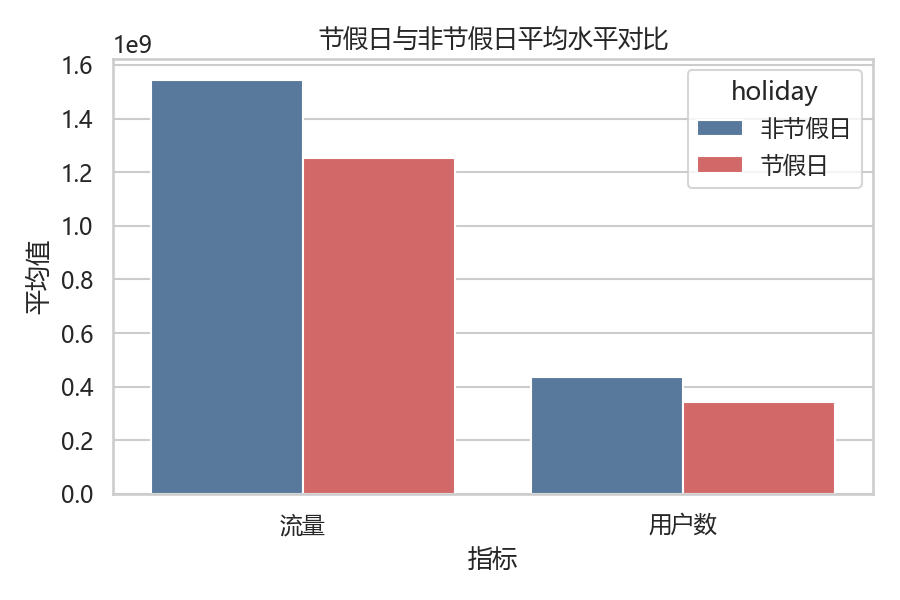 节假日与非节假日平均水平对比
1e9
1.6
1.4
1.2
1.0
0.8
0.6
0.4
0.2
0.0
平均值
holiday
非节假日
节假日
流量
用户数
指标